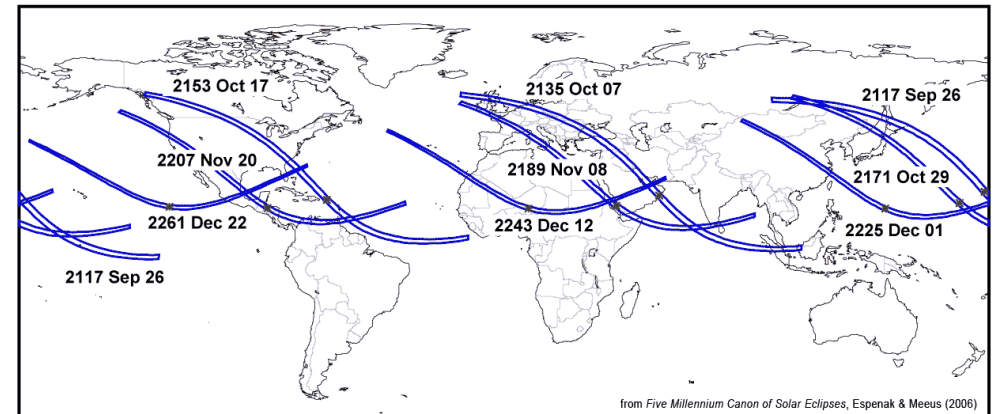 2153 Oct 17
2135 Oct 07
2117 Sep 26
2207 Nov 20
2189 Nov 08
2171 Oct 29
2261 Dec 22
2243 Dec 12
2225 Dec 01
2117 Sep 26
from Five Millennium Canon of Solar Eclipses, Espenak & Meeus (2006)